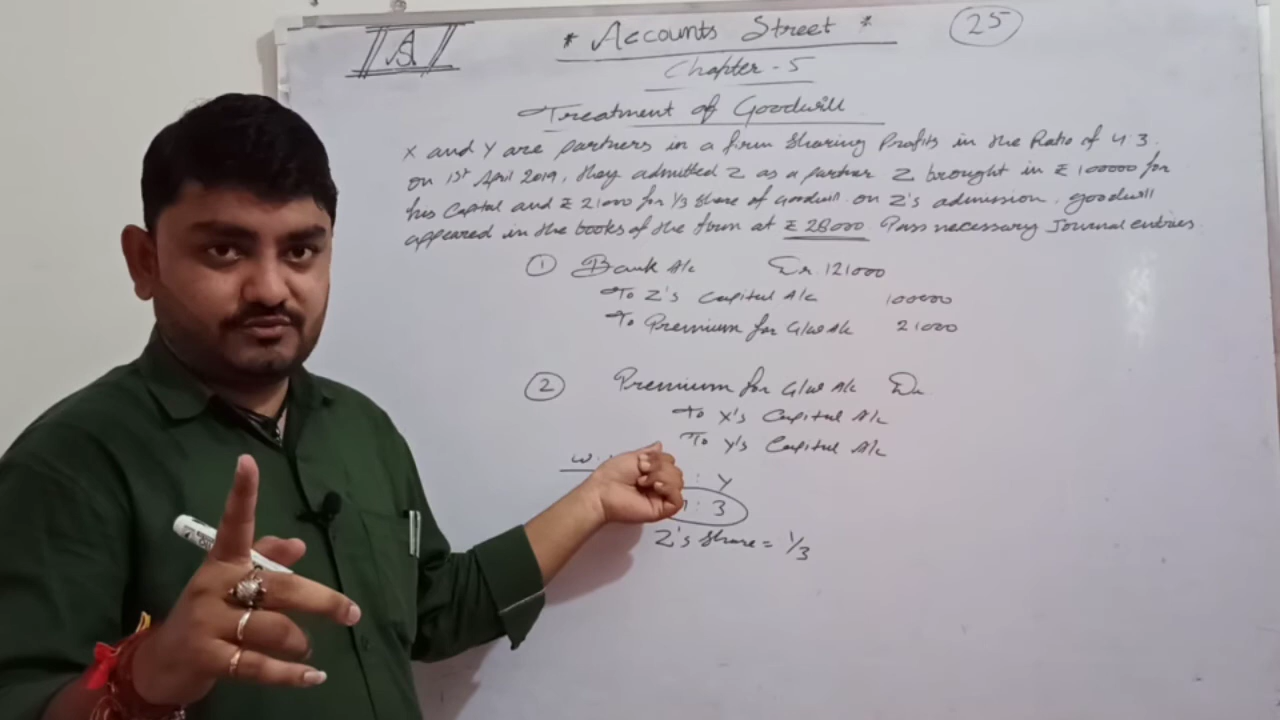 AS
* Accounts Street *
25
Chapter - 5
Treatment of Goodwill
X and Y are partners in a firm sharing Profits in the Ratio of 4:3.
on 1st April 2019, they admitted Z as a partner Z brought in ₹ 100000 for
his Capital and ₹ 21000 for 1/3 share of Goodwill. on Z's admission, goodwill
appeared in the books of the firm at ₹ 28000 Pass necessary Journal entries.
① Bank A/c Dr. 121000
To Z's Capital A/c 100000
To Premium for G/w A/c 21000
② Premium for G/w A/c Dr.
To X's Capital A/c
To Y's Capital A/c
W.
: Y
: 3
Z's Share = 1/3